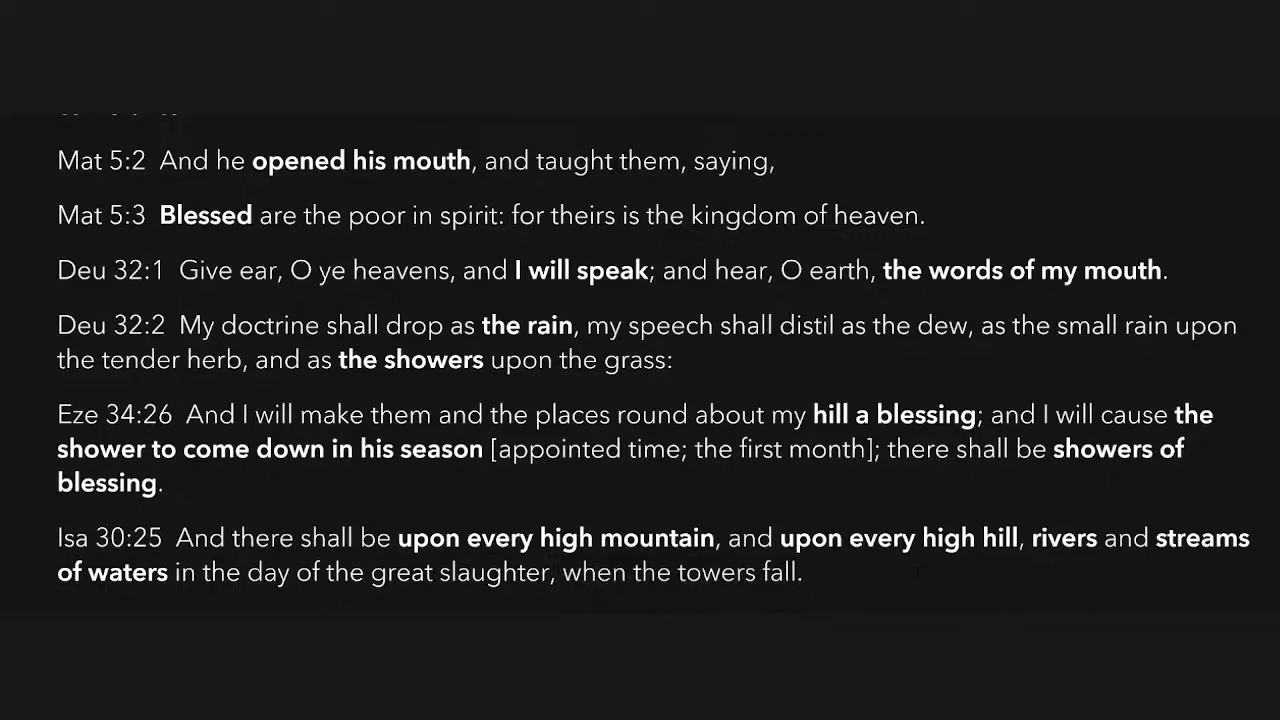 Mat 5:2 And he opened his mouth, and taught them, saying,
Mat 5:3 Blessed are the poor in spirit: for theirs is the kingdom of heaven.
Deu 32:1 Give ear, O ye heavens, and I will speak; and hear, O earth, the words of my mouth.
Deu 32:2 My doctrine shall drop as the rain, my speech shall distil as the dew, as the small rain upon
the tender herb, and as the showers upon the grass:
Eze 34:26 And I will make them and the places round about my hill a blessing; and I will cause the
shower to come down in his season [appointed time; the first month]; there shall be showers of
blessing.
Isa 30:25 And there shall be upon every high mountain, and upon every high hill, rivers and streams
of waters in the day of the great slaughter, when the towers fall.